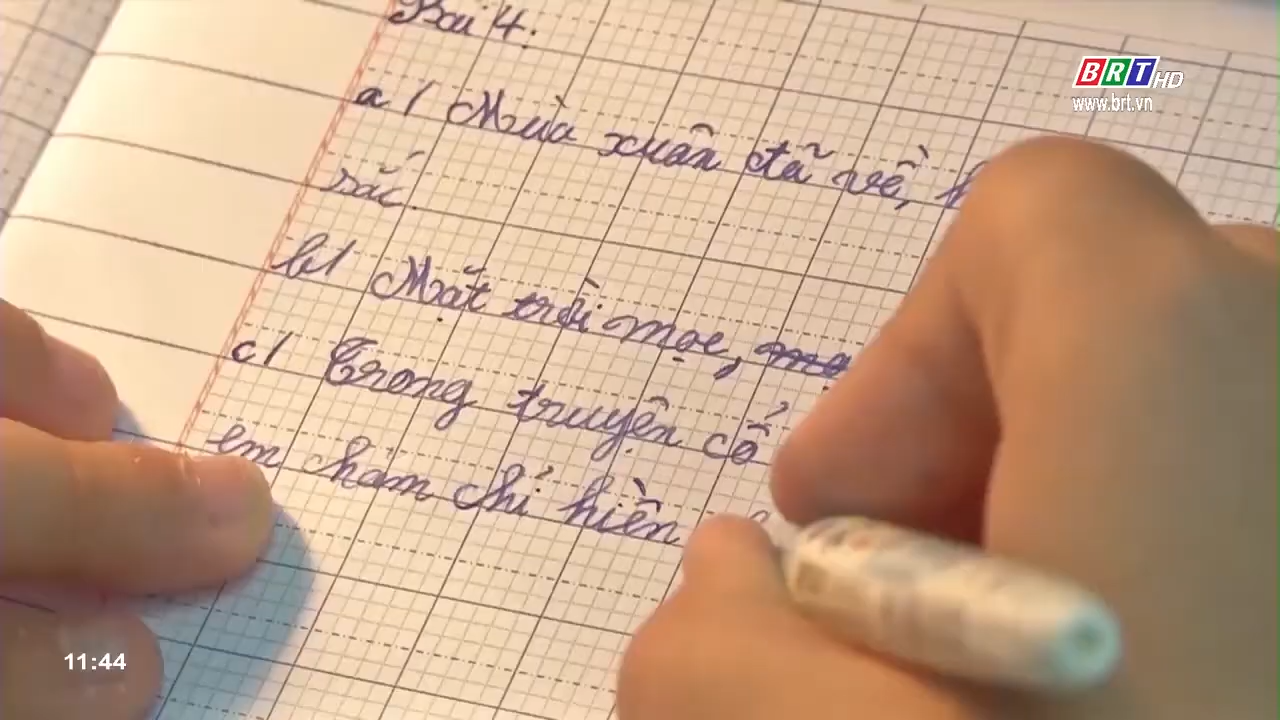 Bài 4.
BRT HD
www.brt.vn
a/ Mùa xuân đã về,
sắc.
b/ Mặt trời mọc,
c/ Trong truyện cổ
em chăm chỉ hiền
11:44